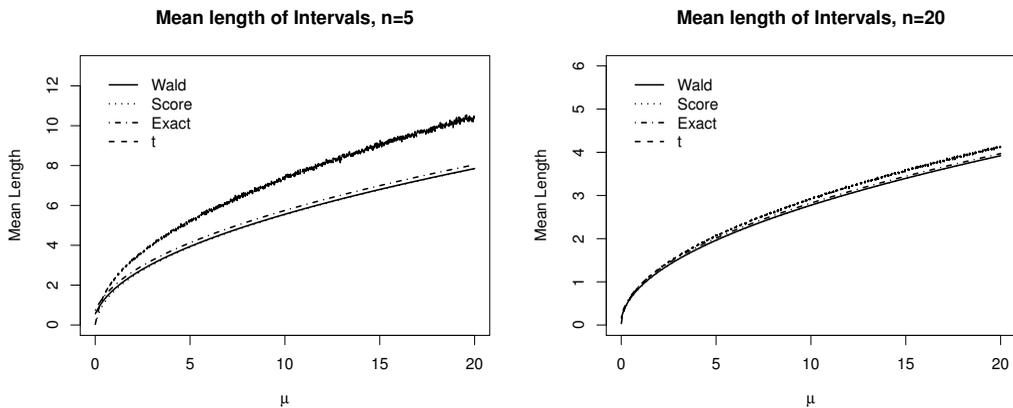 Mean length of Intervals, n=5
Mean Length
12
10
8
6
4
2
0
Wald
Score
Exact
t
0 5 10 15 20
μ
Mean length of Intervals, n=20
Mean Length
6
5
4
3
2
1
0
Wald
Score
Exact
t
0 5 10 15 20
μ